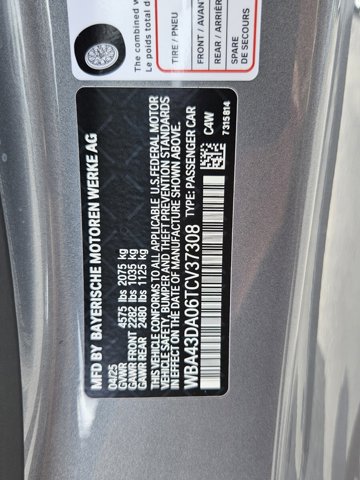 The combined w
Le poids total d
TIRE / PNEU
FRONT / AVANT
REAR / ARRIÈRE
SPARE
DE SECOURS
MFD BY BAYERISCHE MOTOREN WERKE AG
04/25
GVWR 4575 lbs 2075 kg
GAWR FRONT 2282 lbs 1035 kg
GAWR REAR 2480 lbs 1125 kg
THIS VEHICLE CONFORMS TO ALL APPLICABLE U.S. FEDERAL MOTOR
VEHICLE SAFETY, BUMPER AND THEFT PREVENTION STANDARDS
IN EFFECT ON THE DATE OF MANUFACTURE SHOWN ABOVE.
WBA43DA06TCV37308 TYPE: PASSENGER CAR
C4W
7315814